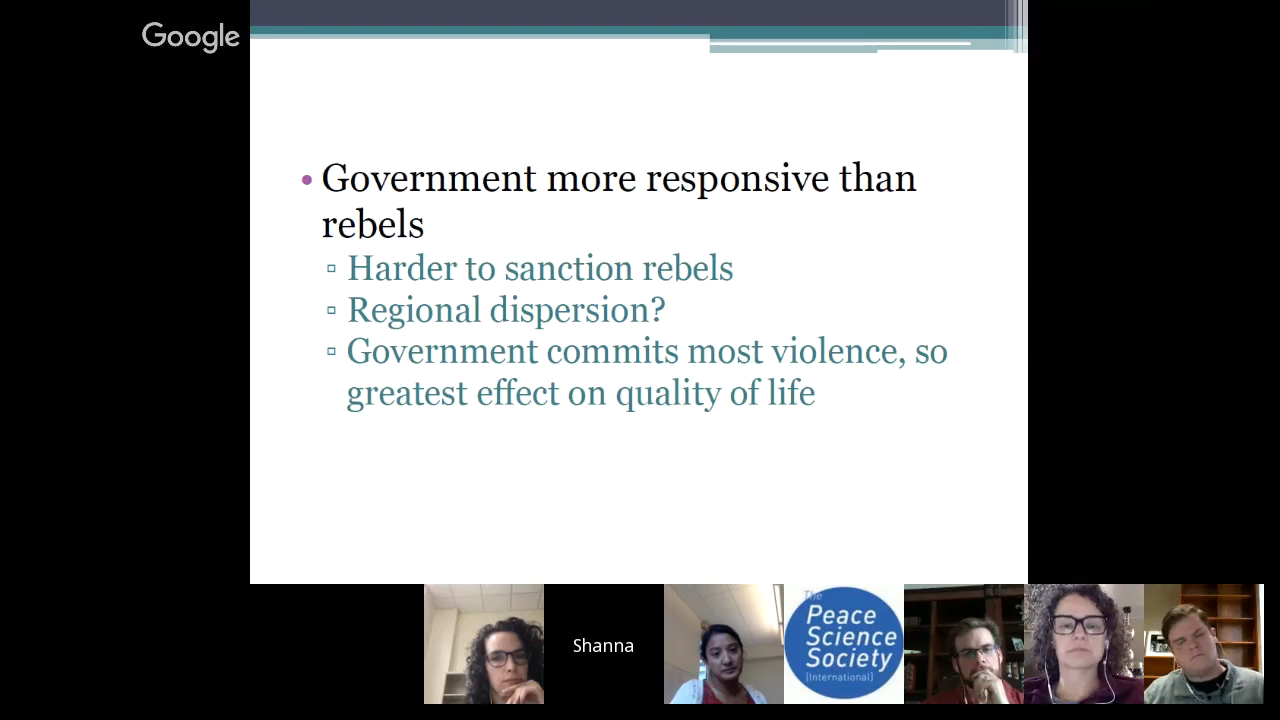 Google
• Government more responsive than
rebels
▫ Harder to sanction rebels
▫ Regional dispersion?
▫ Government commits most violence, so
greatest effect on quality of life
Shanna
The
Peace
Science
Society
[International]